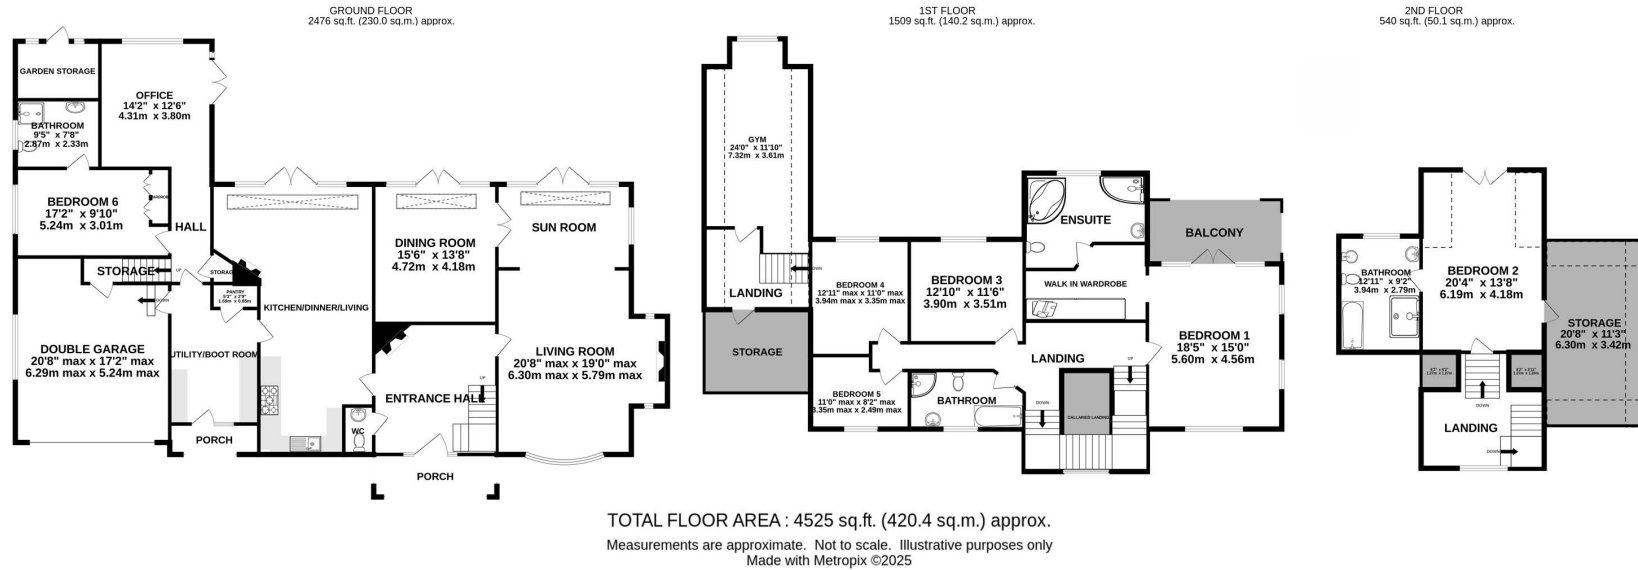 GROUND FLOOR
2476 sq.ft. (230.0 sq.m.) approx.
GARDEN STORAGE
OFFICE
14'2" x 12'6"
4.31m x 3.80m
BATHROOM
9'5" x 7'8"
2.87m x 2.33m
BEDROOM 6
17'2" x 9'10"
5.24m x 3.01m
HALL
STORAGE
UP
STORAGE
DOWN
PANTRY
KITCHEN/DINNER/LIVING
DINING ROOM
15'6" x 13'8"
4.72m x 4.18m
SUN ROOM
DOUBLE GARAGE
20'8" max x 17'2" max
6.29m max x 5.24m max
UTILITY/BOOT ROOM
PORCH
WC
ENTRANCE HALL
UP
LIVING ROOM
20'8" max x 19'0" max
6.30m max x 5.79m max
PORCH
1ST FLOOR
1509 sq.ft. (140.2 sq.m.) approx.
GYM
24'0" x 11'10"
7.32m x 3.61m
LANDING
DOWN
STORAGE
BEDROOM 4
12'11" max x 11'0" max
3.94m max x 3.35m max
BEDROOM 3
12'10" x 11'6"
3.90m x 3.51m
ENSUITE
BALCONY
WALK IN WARDROBE
BEDROOM 1
18'5" x 15'0"
5.60m x 4.56m
LANDING
UP
BEDROOM 5
11'0" max x 8'2" max
3.35m max x 2.49m max
BATHROOM
DOWN
GALLARIED LANDING
2ND FLOOR
540 sq.ft. (50.1 sq.m.) approx.
BATHROOM
12'11" x 9'2"
3.94m x 2.79m
BEDROOM 2
20'4" x 13'8"
6.19m x 4.18m
STORAGE
20'8" x 11'3"
6.30m x 3.42m
DOWN
LANDING
DOWN
TOTAL FLOOR AREA : 4525 sq.ft. (420.4 sq.m.) approx.
Measurements are approximate. Not to scale. Illustrative purposes only
Made with Metropix ©2025